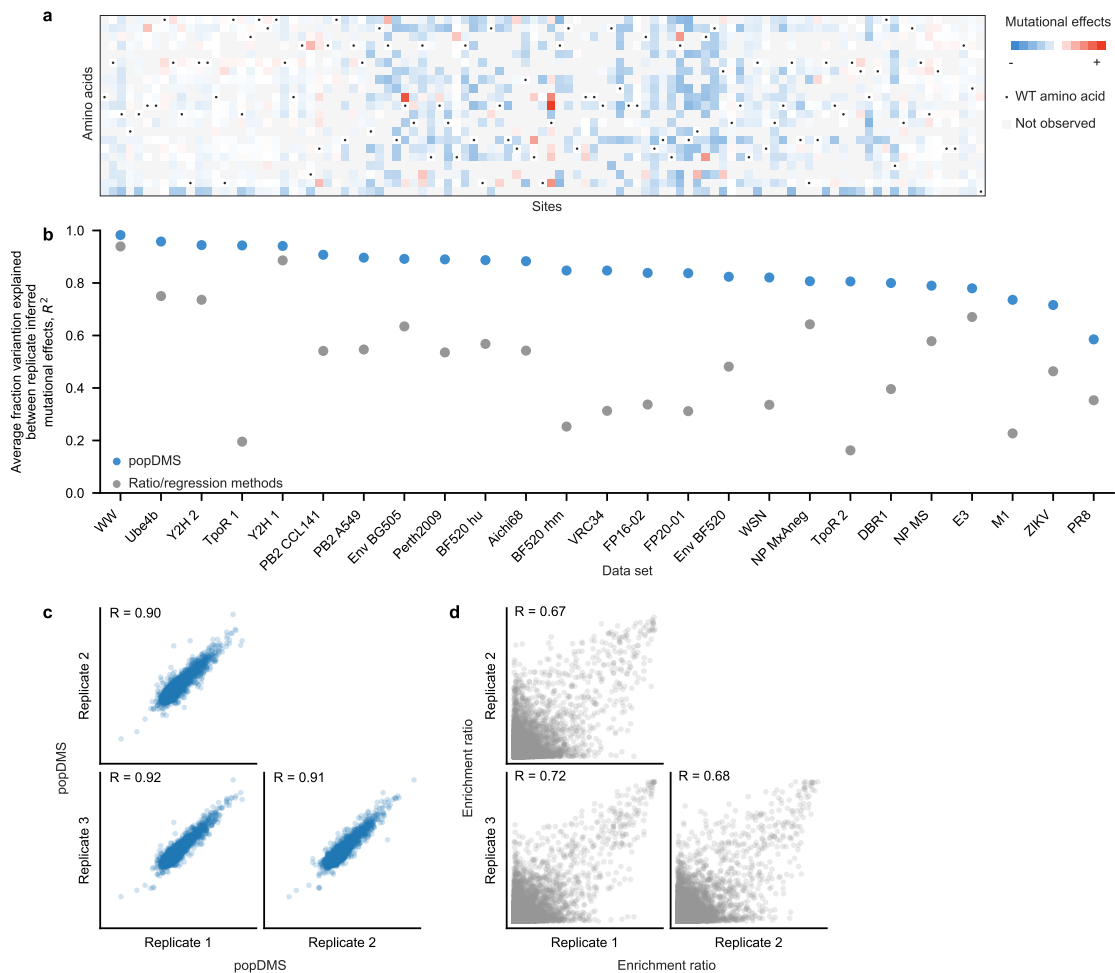 a
Amino acids
Sites
Mutational effects
- +
WT amino acid
Not observed
b
Average fraction variantion explained
between replicate inferred
mutational effects, R²
1.0
0.8
0.6
0.4
0.2
0.0
popDMS
Ratio/regression methods
WW
Ube4b
Y2H 2
TpoR 1
Y2H 1
PB2 CCL141
PB2 A549
Env BG505
Perth2009
BF520 hu
Aichi68
BF520 rhm
VRC34
FP16-02
FP20-01
Env BF520
WSN
NP MxAneg
TpoR 2
DBR1
NP MS
E3
M1
ZIKV
PR8
Data set
c
R = 0.90
Replicate 2
popDMS
R = 0.92
R = 0.91
Replicate 3
Replicate 1
Replicate 2
popDMS
d
R = 0.67
Replicate 2
Enrichment ratio
R = 0.72
R = 0.68
Replicate 3
Replicate 1
Replicate 2
Enrichment ratio